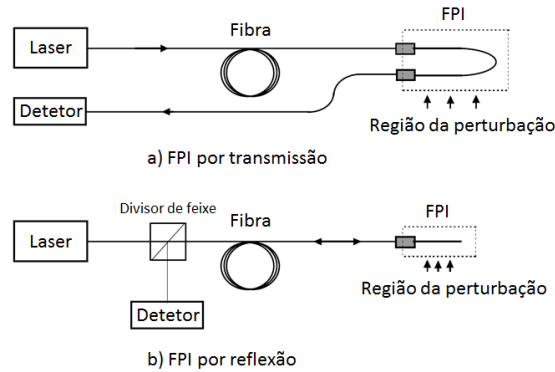 FPI
Laser
Fibra
Detetor
Região da perturbação
a) FPI por transmissão
Divisor de feixe
Fibra
FPI
Laser
Região da perturbação
Detetor
b) FPI por reflexão